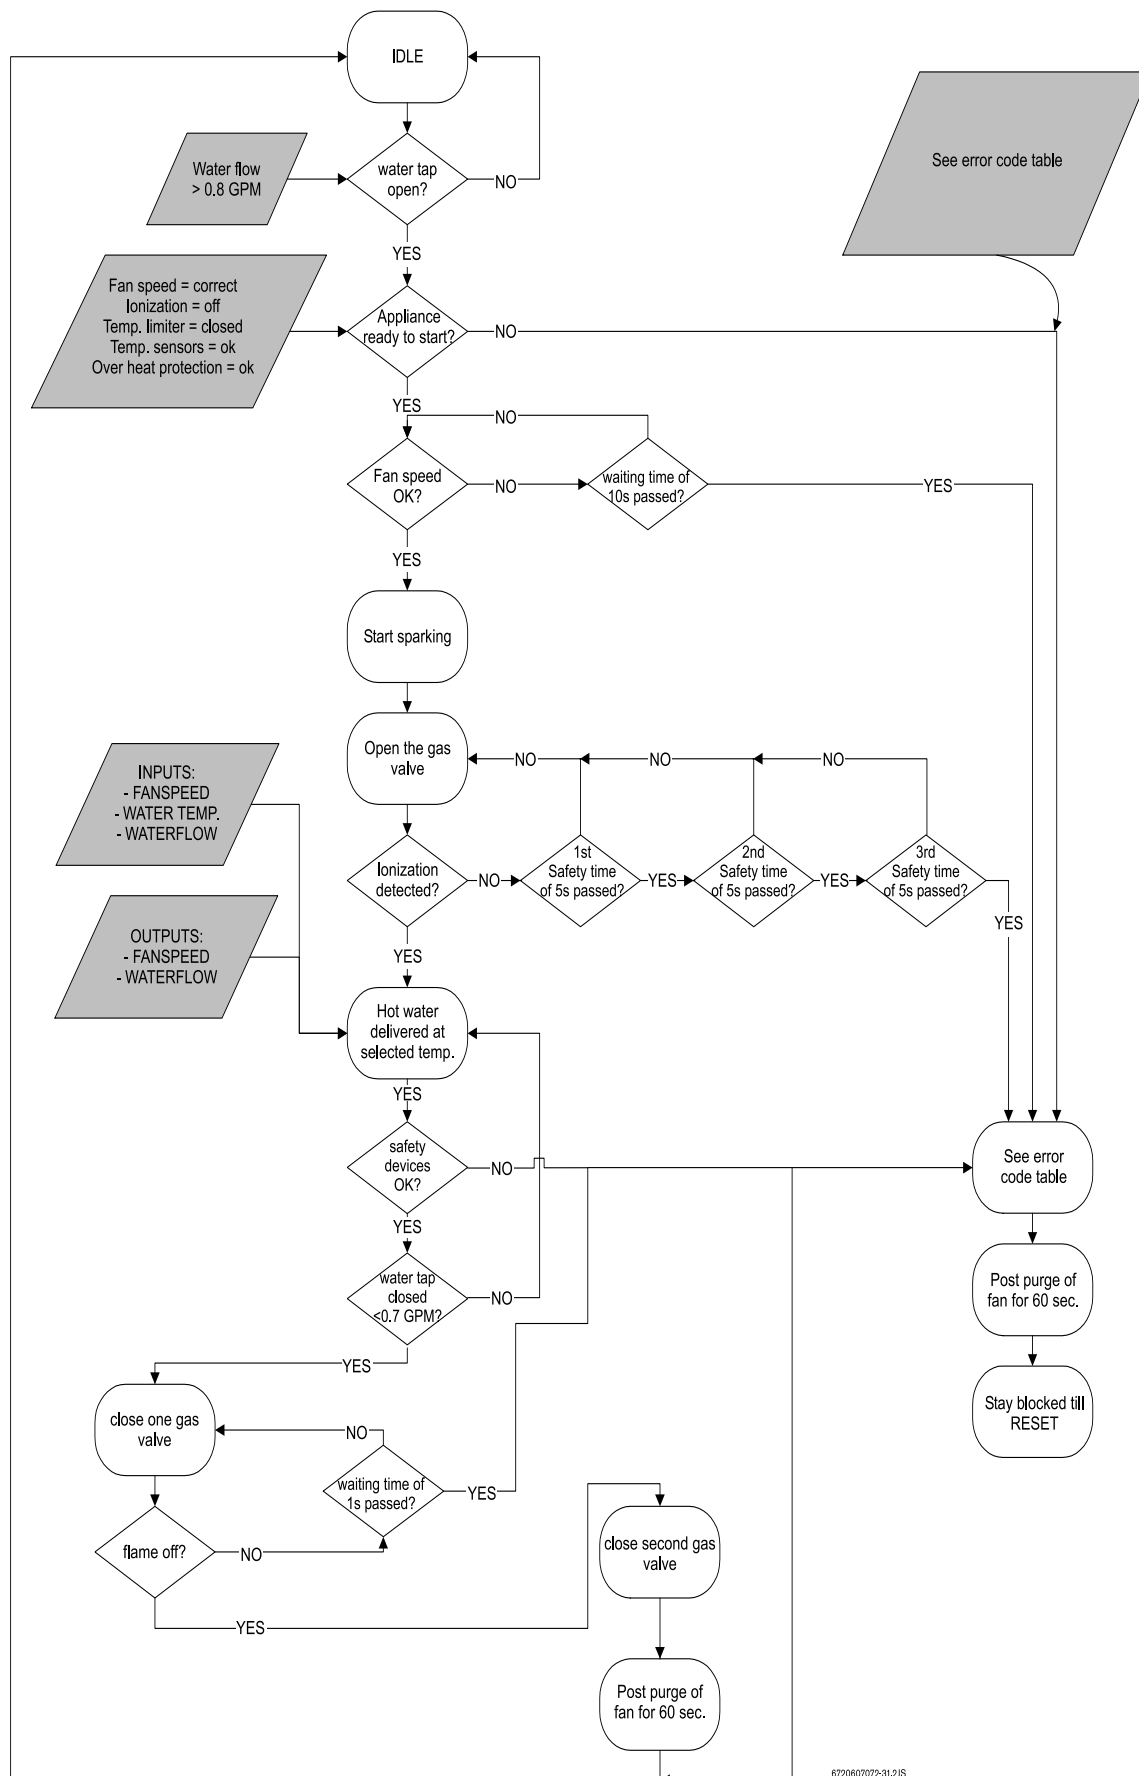 IDLE
Water flow
> 0.8 GPM
water tap
open?
NO
See error code table
YES
Fan speed = correct
Ionization = off
Temp. limiter = closed
Temp. sensors = ok
Over heat protection = ok
Appliance
ready to start?
NO
YES
NO
Fan speed
OK?
NO
waiting time of
10s passed?
YES
YES
Start sparking
Open the gas
valve
NO
NO
NO
INPUTS:
- FANSPEED
- WATER TEMP.
- WATERFLOW
Ionization
detected?
NO
1st
Safety time
of 5s passed?
YES
2nd
Safety time
of 5s passed?
YES
3rd
Safety time
of 5s passed?
YES
OUTPUTS:
- FANSPEED
- WATERFLOW
YES
Hot water
delivered at
selected temp.
YES
safety
devices
OK?
NO
See error
code table
YES
water tap
closed
<0.7 GPM?
NO
Post purge of
fan for 60 sec.
YES
close one gas
valve
NO
Stay blocked till
RESET
waiting time of
1s passed?
YES
flame off?
NO
close second gas
valve
YES
Post purge of
fan for 60 sec.
6720607072-31.2JS